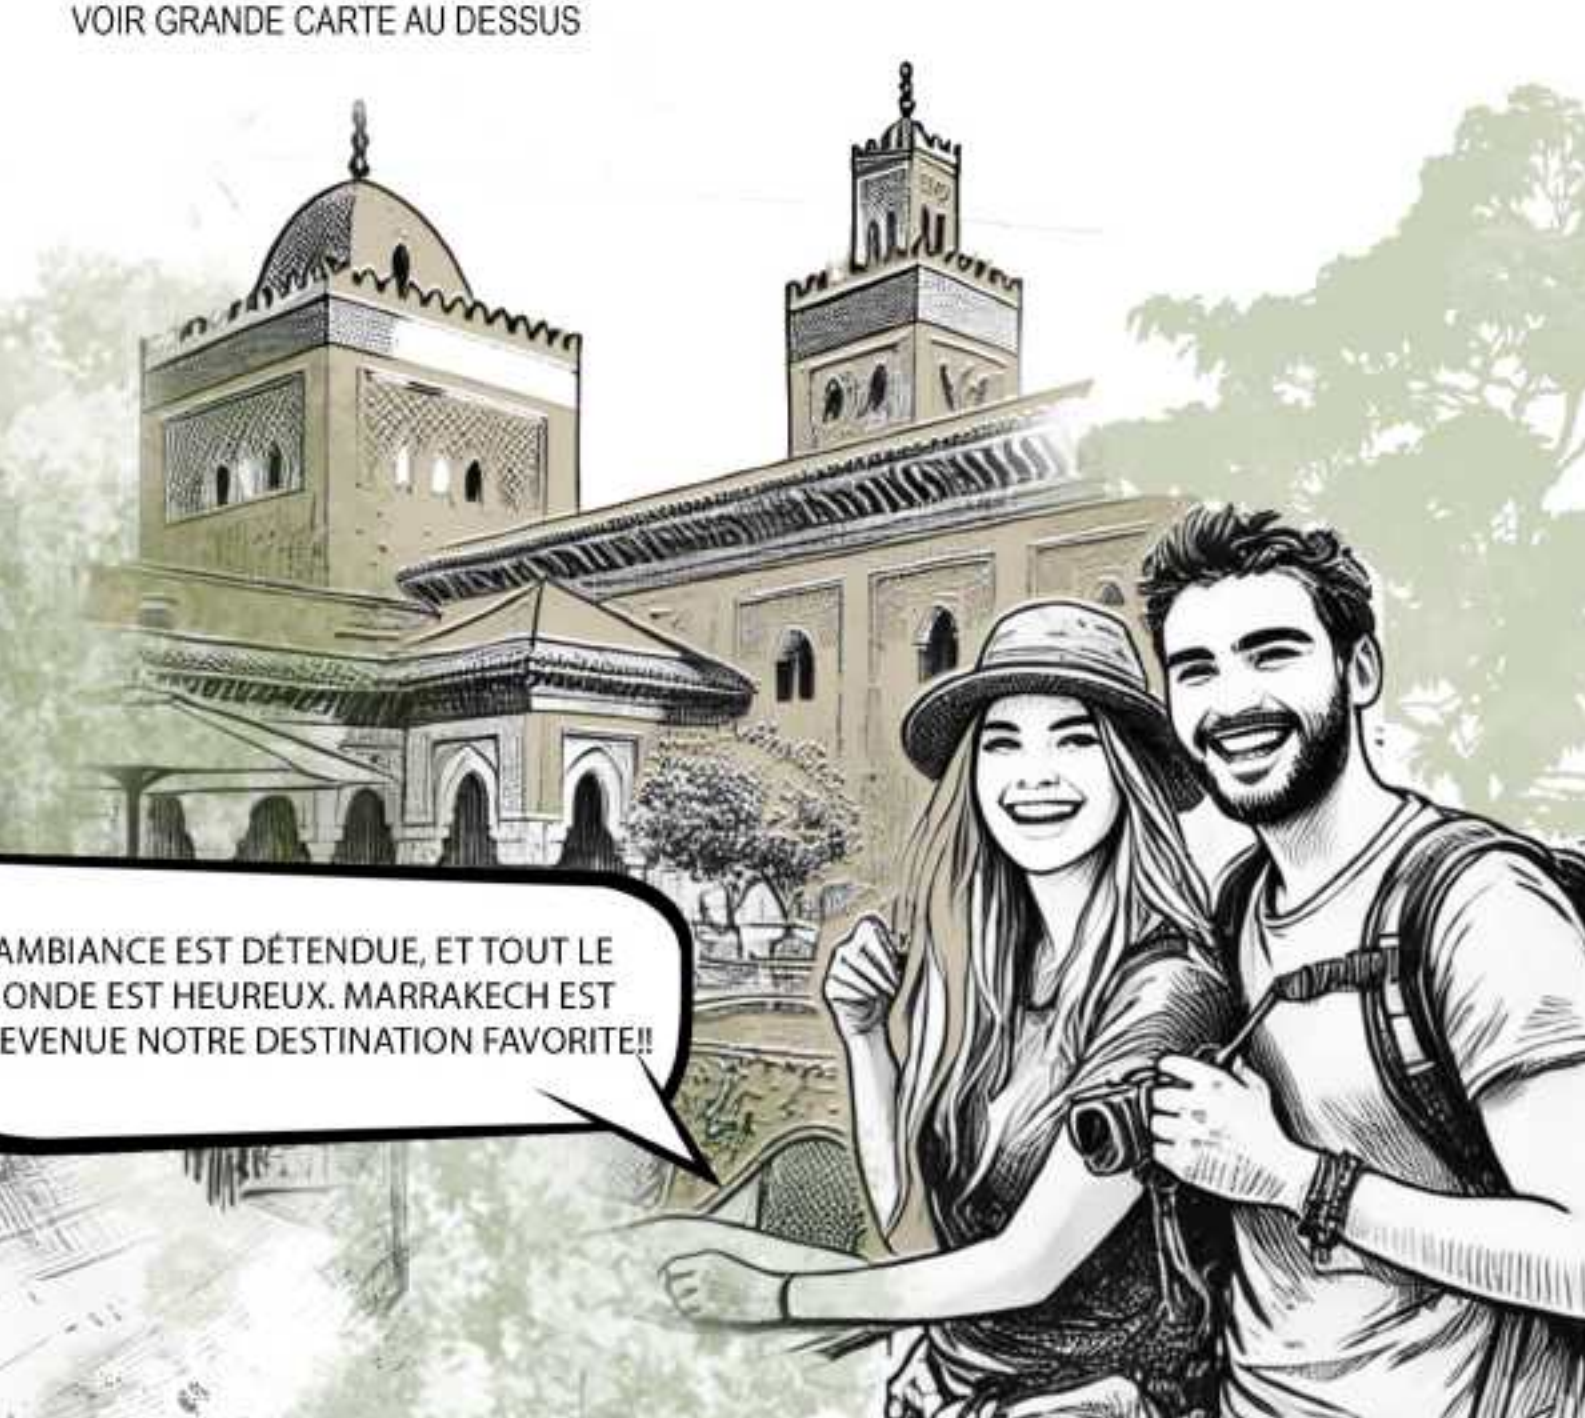 VOIR GRANDE CARTE AU DESSUS
AMBIANCE EST DÉTENDUE, ET TOUT LE
ONDE EST HEUREUX. MARRAKECH EST
EVENUE NOTRE DESTINATION FAVORITE!!